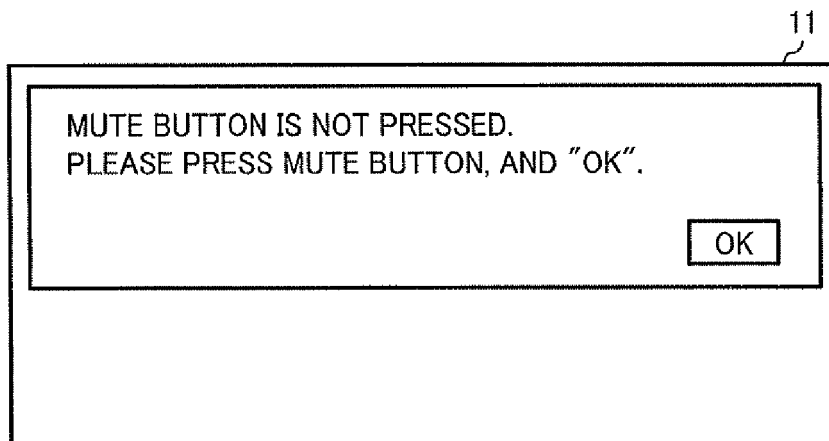 11
MUTE BUTTON IS NOT PRESSED.
PLEASE PRESS MUTE BUTTON, AND "OK".
OK